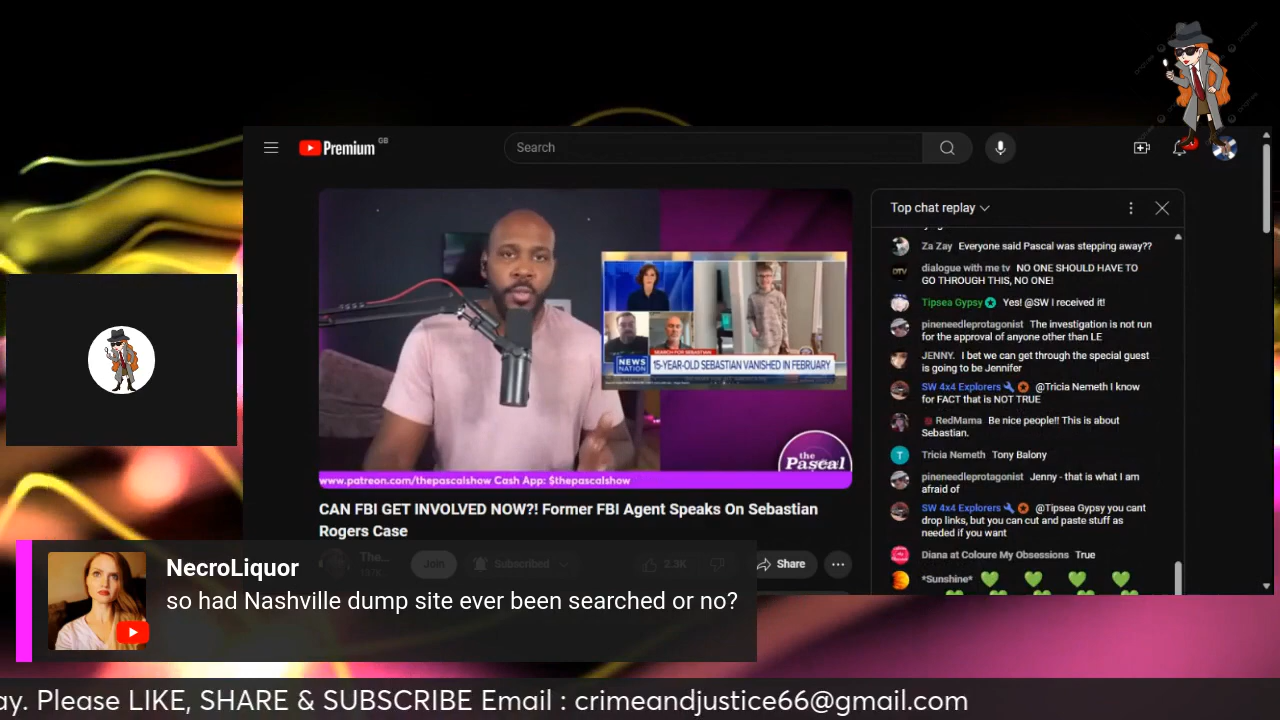 Premium GB
Search
Top chat replay
Za Zay Everyone said Pascal was stepping away??
dialogue with me tv NO ONE SHOULD HAVE TO
GO THROUGH THIS, NO ONE!
Tipsea Gypsy Yes! @SW I received it!
pineneedleprotagonist The investigation is not run
for the approval of anyone other than LE
JENNY. I bet we can get through the special guest
is going to be Jennifer
SW 4x4 Explorers @Tricia Nemeth I know
for FACT that is NOT TRUE
RedMama Be nice people!! This is about
Sebastian.
T Tricia Nemeth Tony Balony
pineneedleprotagonist Jenny - that is what I am
afraid of
SW 4x4 Explorers @Tipsea Gypsy you cant
drop links, but you can cut and paste stuff as
needed if you want
Diana at Coloure My Obsessions True
*Sunshine*
SEARCH FOR SEBASTIAN
NEWS
NATION
15-YEAR-OLD SEBASTIAN VANISHED IN FEBRUARY
the
Pascal
www.patreon.com/thepascalshow Cash App: $thepascalshow
CAN FBI GET INVOLVED NOW?! Former FBI Agent Speaks On Sebastian
Rogers Case
The...
Join
Subscribed
2.3K
Share
NecroLiquor
so had Nashville dump site ever been searched or no?
ay. Please LIKE, SHARE & SUBSCRIBE Email : crimeandjustice66@gmail.com